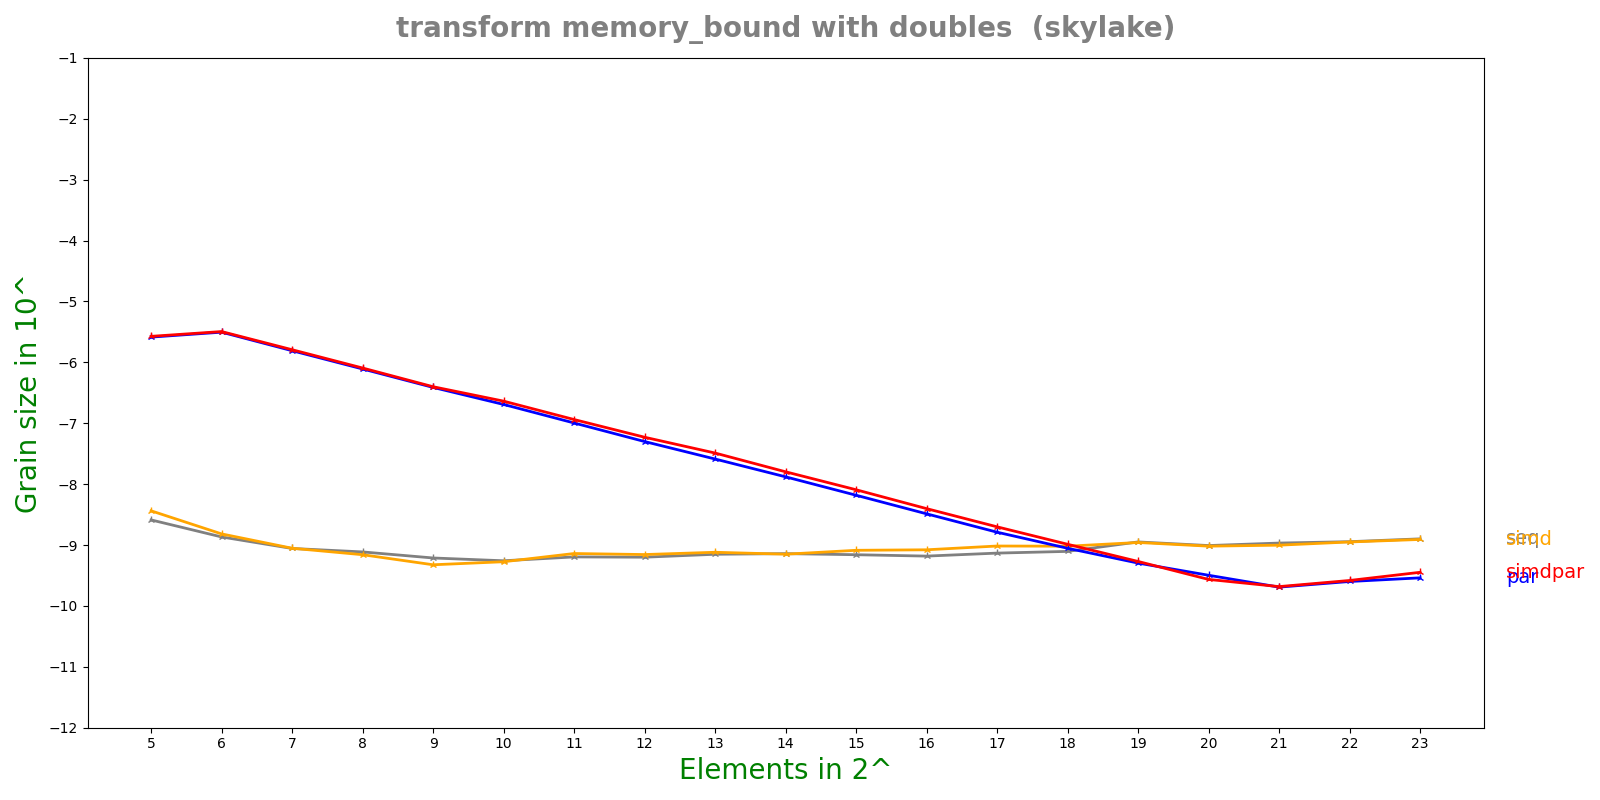 transform memory_bound with doubles  (skylake)
Grain size in 10^
−1
−2
−3
−4
−5
−6
−7
−8
−9
−10
−11
−12
5 6 7 8 9 10 11 12 13 14 15 16 17 18 19 20 21 22 23
Elements in 2^
seq
simd
simdpar
par